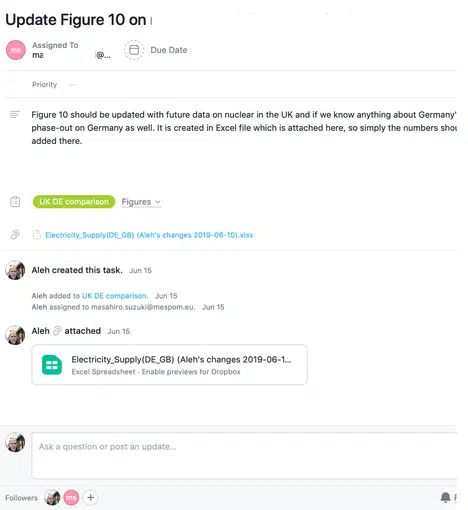 Update Figure 10 on
ms
Assigned To
Due Date
ma
@...
Priority
Figure 10 should be updated with future data on nuclear in the UK and if we know anything about Germany'
phase-out on Germany as well. It is created in Excel file which is attached here, so simply the numbers shou
added there.
UK DE comparison
Figures
Electricity_Supply(DE_GB) (Aleh's changes 2019-06-10).xlsx
Aleh created this task. Jun 15
Aleh added to UK DE comparison. Jun 15
Aleh assigned to masahiro.suzuki@mespom.eu. Jun 15
Aleh attached Jun 15
Electricity_Supply(DE_GB) (Aleh's changes 2019-06-1...
Excel Spreadsheet · Enable previews for Dropbox
Ask a question or post an update...
Followers
ms